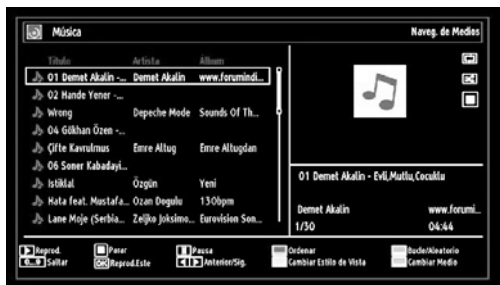 Música Naveg. de Medios
Título Artista Álbum
01 Demet Akalin -... Demet Akalin www.forumindi...
02 Hande Yener -...
Wrong Depeche Mode Sounds Of Th...
04 Gökhan Özen -...
Çifte Kavrulmus Emre Altug Emre Altugdan
06 Soner Kabadayi...
Istiklal Özgün Yeni
Hata feat. Mustafa... Ozan Dogulu 130bpm
Lane Moje (Serbia... Zeljko Joksimo... Eurovision Son...
01 Demet Akalin - Evli,Mutlu,Cocuklu
Demet Akalin www.forumi...
1/30 04:44
Reprod. Parar Pausa Ordenar Bucle/Aleatorio
0...9 Saltar OK Reprod.Este Anterior/Sig. Cambiar Estilo de Vista Cambiar Medio